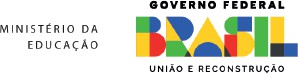 MINISTÉRIO DA
EDUCAÇÃO
GOVERNO FEDERAL
BRASIL
UNIÃO E RECONSTRUÇÃO